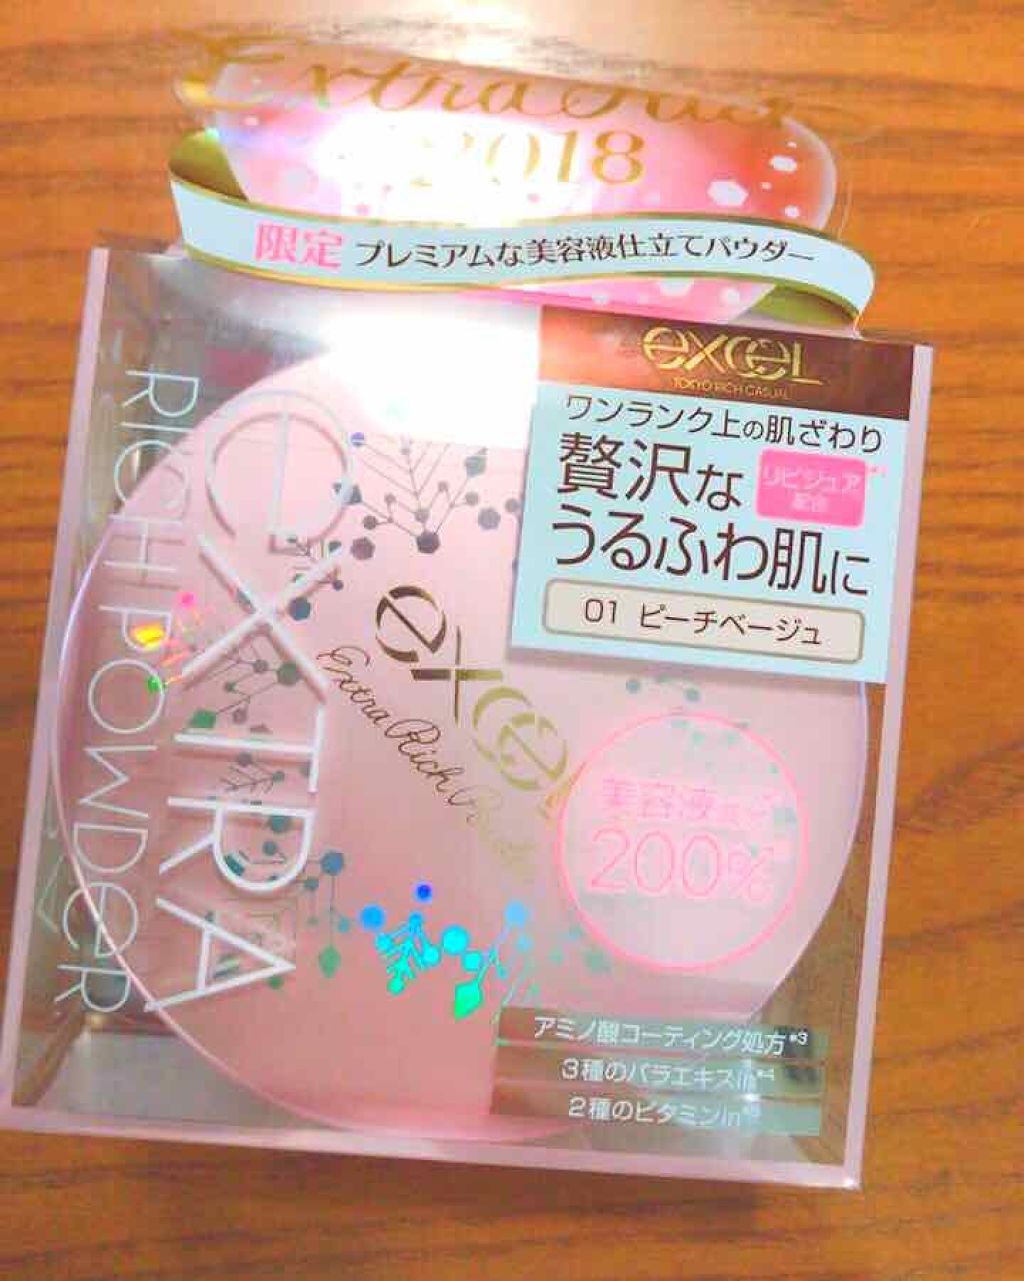 Extra Rich
2018
限定 プレミアムな美容液仕立てパウダー
excel
TOKYO RICH CASUAL
ワンランク上の肌ざわり
贅沢な
リピジュア*1
配合
うるふわ肌に
01 ピーチベージュ
eXTRA
RICH POWDeR
excel
Extra Rich
美容液
200%
アミノ酸コーティング処方*3
3種のバラエキスin*4
2種のビタミンin